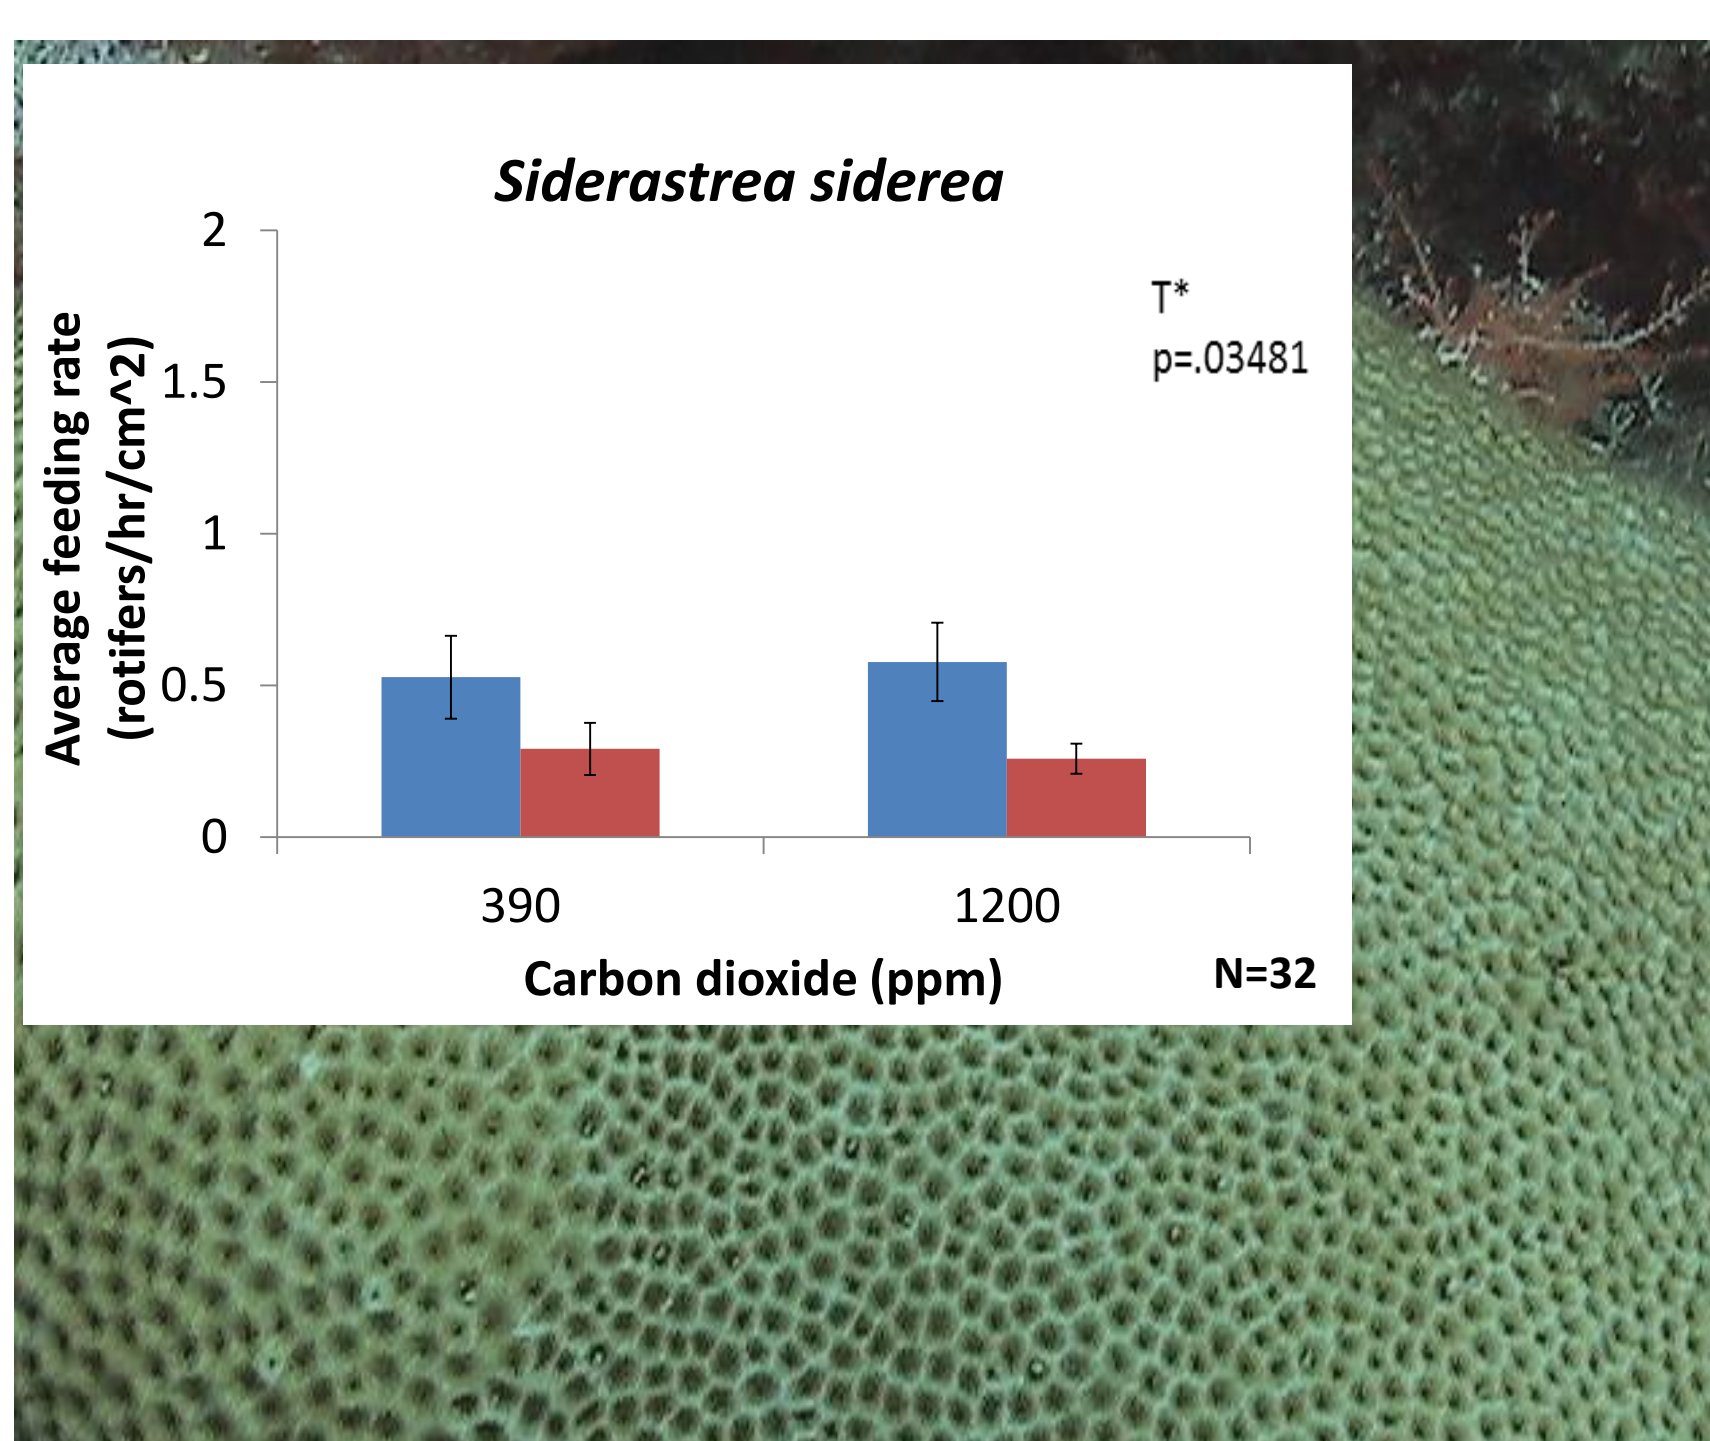 Siderastrea siderea
2
1.5
1
0.5
0
Average feeding rate
(rotifers/hr/cm^2)
T*
p=.03481
390
1200
Carbon dioxide (ppm)
N=32